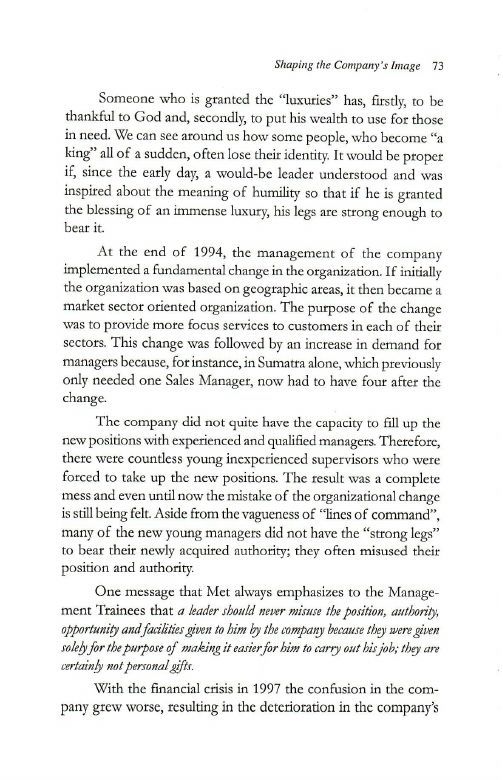 Shaping the Company's Image 73
Someone who is granted the "luxuries" has, firstly, to be
thankful to God and, secondly, to put his wealth to use for those
in need. We can see around us how some people, who become "a
king" all of a sudden, often lose their identity. It would be proper
if, since the early day, a would-be leader understood and was
inspired about the meaning of humility so that if he is granted
the blessing of an immense luxury, his legs are strong enough to
bear it.
At the end of 1994, the management of the company
implemented a fundamental change in the organization. If initially
the organization was based on geographic areas, it then became a
market sector oriented organization. The purpose of the change
was to provide more focus services to customers in each of their
sectors. This change was followed by an increase in demand for
managers because, for instance, in Sumatra alone, which previously
only needed one Sales Manager, now had to have four after the
change.
The company did not quite have the capacity to fill up the
new positions with experienced and qualified managers. Therefore,
there were countless young inexperienced supervisors who were
forced to take up the new positions. The result was a complete
mess and even until now the mistake of the organizational change
is still being felt. Aside from the vagueness of "lines of command",
many of the new young managers did not have the "strong legs"
to bear their newly acquired authority; they often misused their
position and authority.
One message that Met always emphasizes to the Manage-
ment Trainees that a leader should never misuse the position, authority,
opportunity and facilities given to him by the company because they were given
solely for the purpose of making it easier for him to carry out his job; they are
certainly not personal gifts.
With the financial crisis in 1997 the confusion in the com-
pany grew worse, resulting in the deterioration in the company's